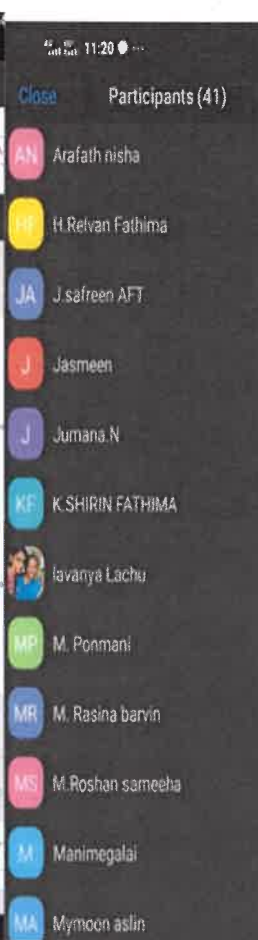 11:20
Close Participants (41)
AN Arafath nisha
HF H.Relvan Fathima
JA J.safreen AFT
J Jasmeen
J Jumana.N
KF K.SHIRIN FATHIMA
lavanya Lachu
MP M. Ponmani
MR M. Rasina barvin
MS M.Roshan sameeha
M Manimegalai
MA Mymoon aslin